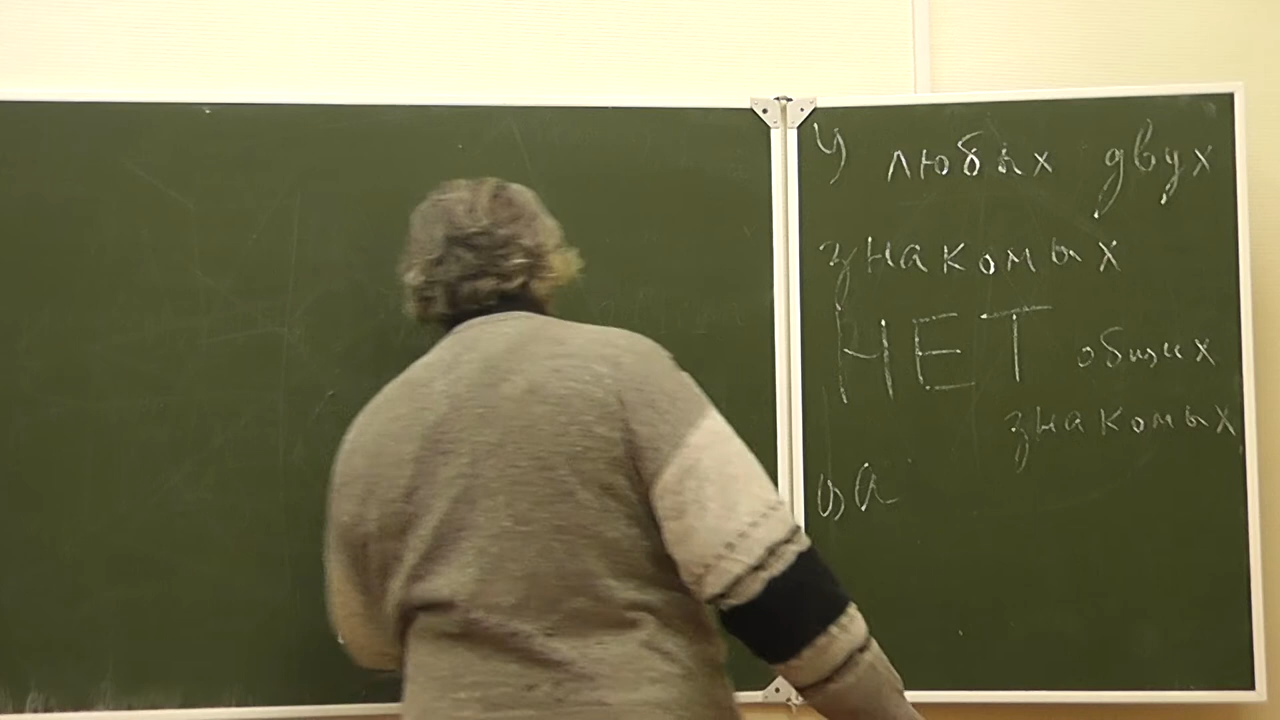 У любых двух
знакомых
НЕТ общих
знакомых
а